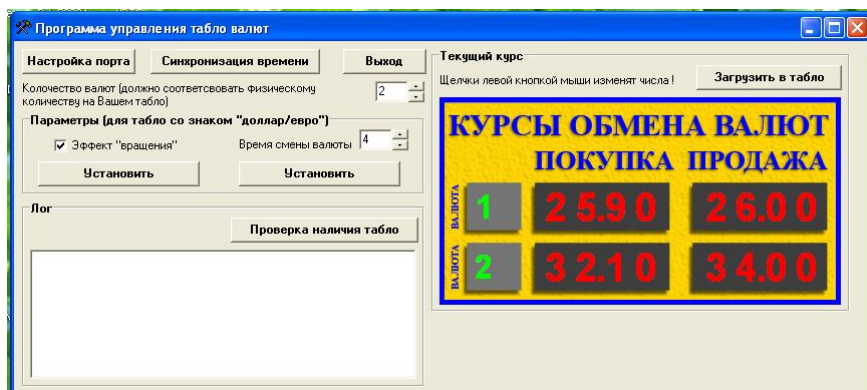 Программа управления табло валют
Настройка порта
Синхронизация времени
Выход
Колочество валют (должно соответсвовать физическому
количеству на Вашем табло)
2
Параметры (для табло со знаком "доллар/евро")
Эффект "вращения"
Время смены валюты
4
Установить
Установить
Лог
Проверка наличия табло
Текущий курс
Щелчки левой кнопкой мыши изменят числа !
Загрузить в табло
КУРСЫ ОБМЕНА ВАЛЮТ
ПОКУПКА ПРОДАЖА
ВАЛЮТА
1
25.90
26.00
ВАЛЮТА
2
32.10
34.00